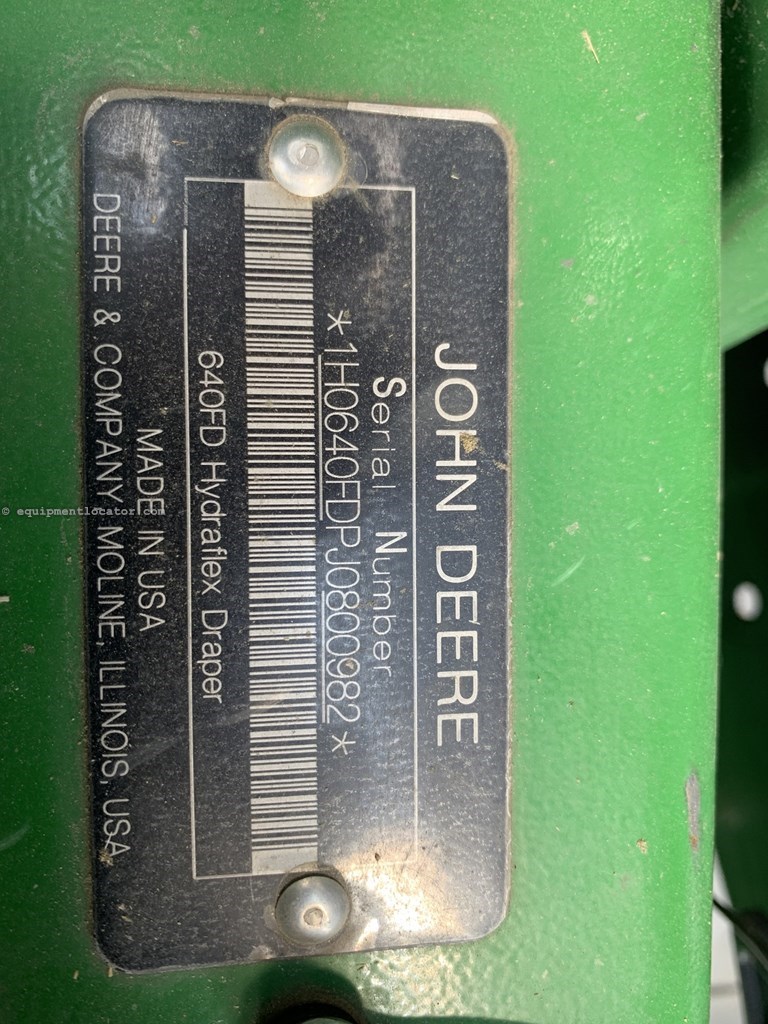 JOHN DEERE
Serial Number
*1H0640FDPJ0800982*
640FD Hydraflex Draper
MADE IN USA
DEERE & COMPANY MOLINE, ILLINOIS, USA
© equipmentlocator.com